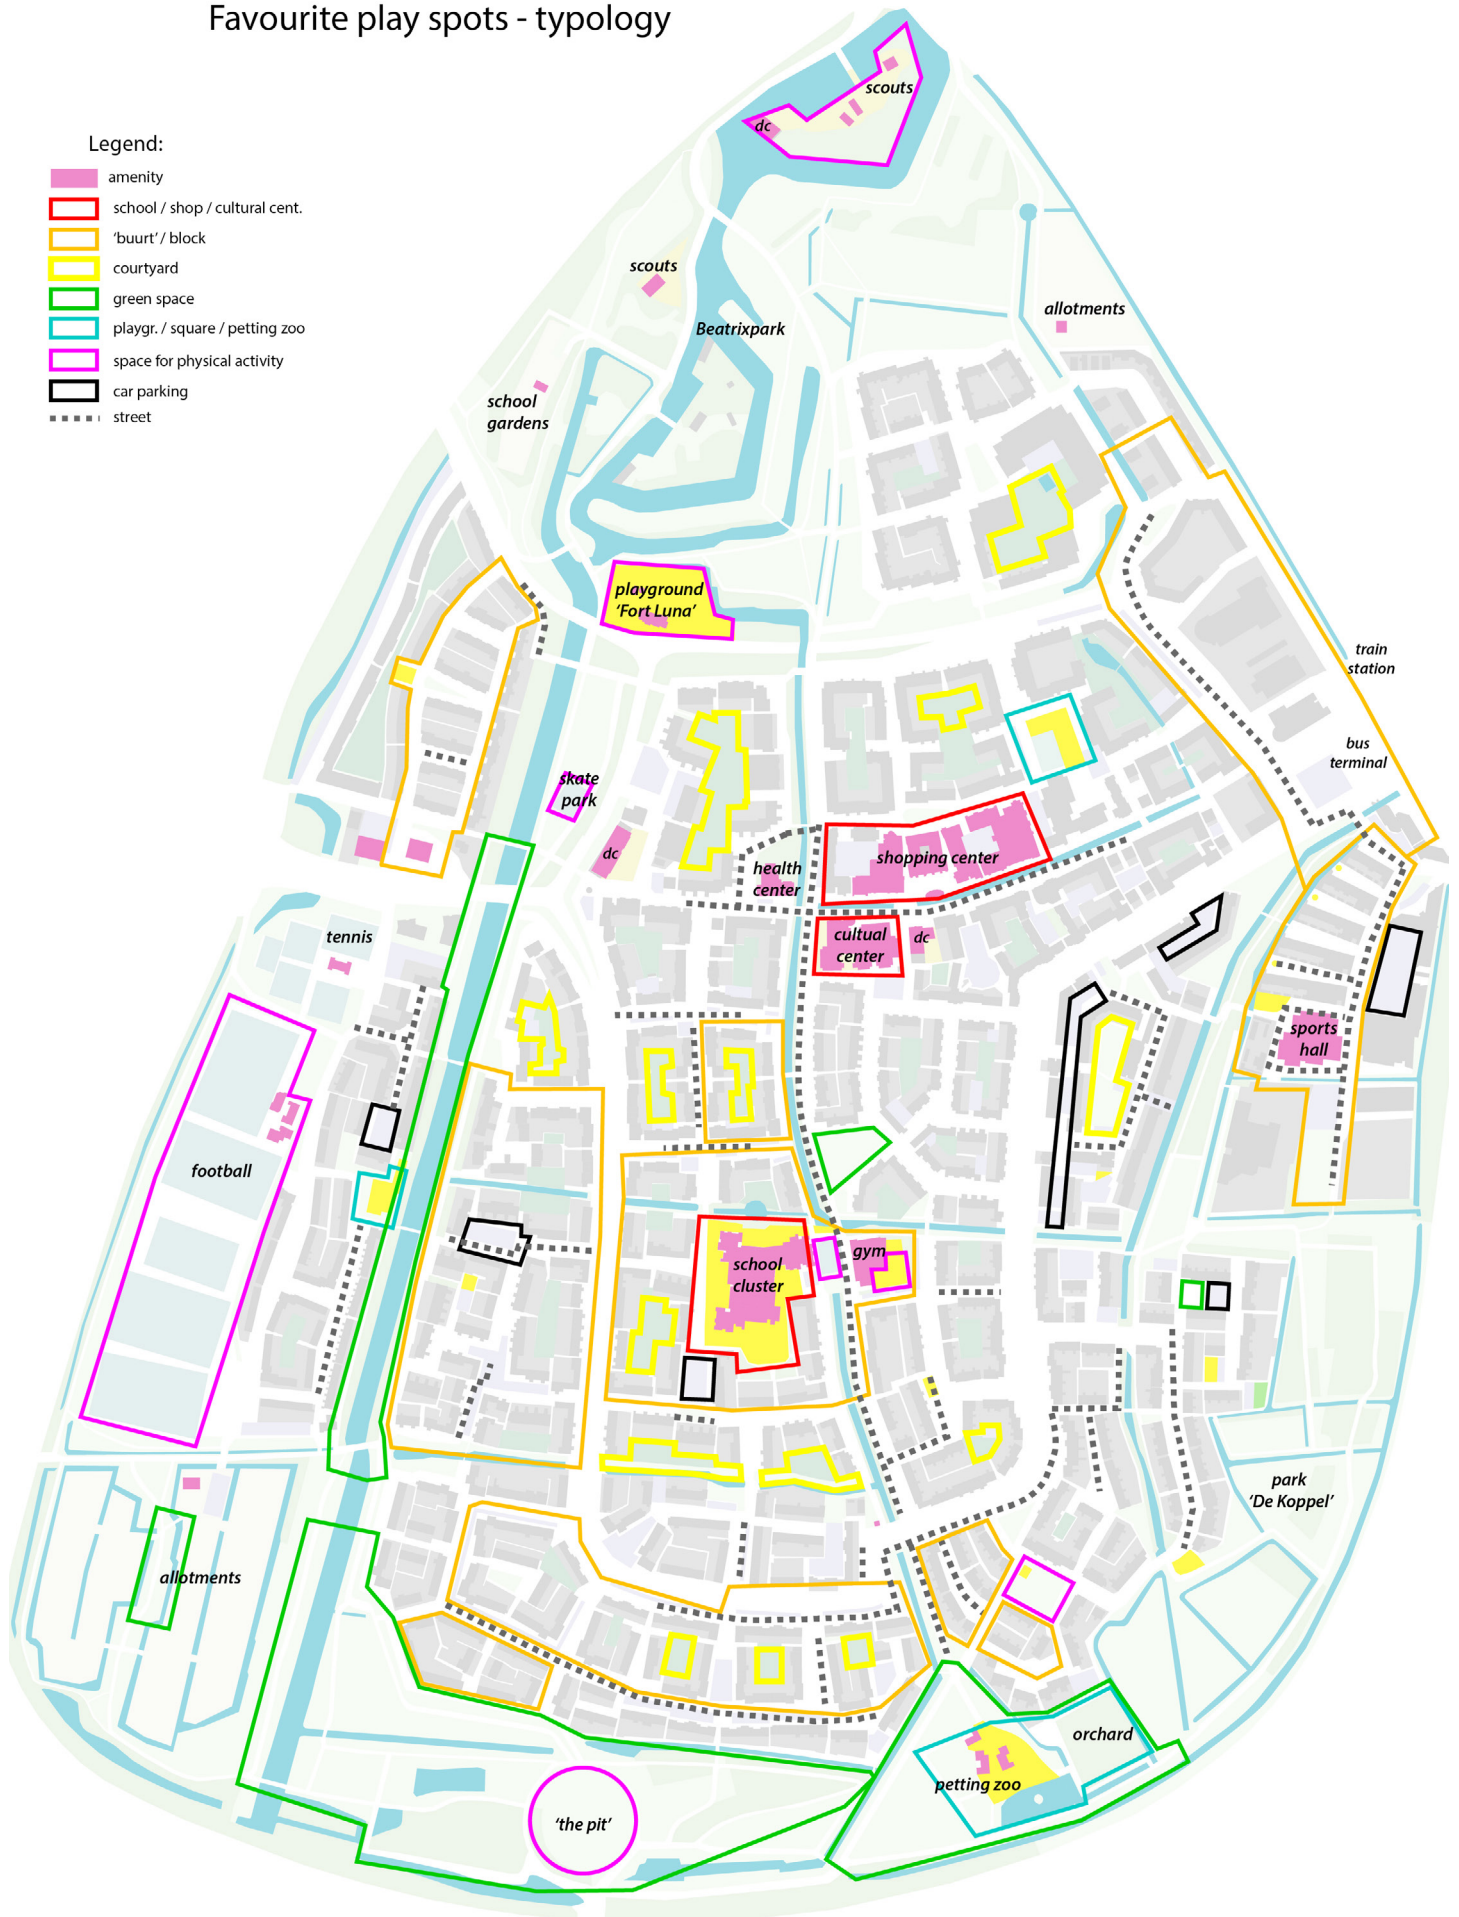 Favourite play spots - typology
Legend:
amenity
school / shop / cultural cent.
‘buurt’ / block
courtyard
green space
playgr. / square / petting zoo
space for physical activity
car parking
street
scouts
dc
scouts
Beatrixpark
allotments
school
gardens
playground
‘Fort Luna’
train
station
bus
terminal
skate
park
dc
shopping center
health
center
cultual
center
dc
tennis
sports
hall
football
school
cluster
gym
park
‘De Koppel’
allotments
orchard
petting zoo
‘the pit’